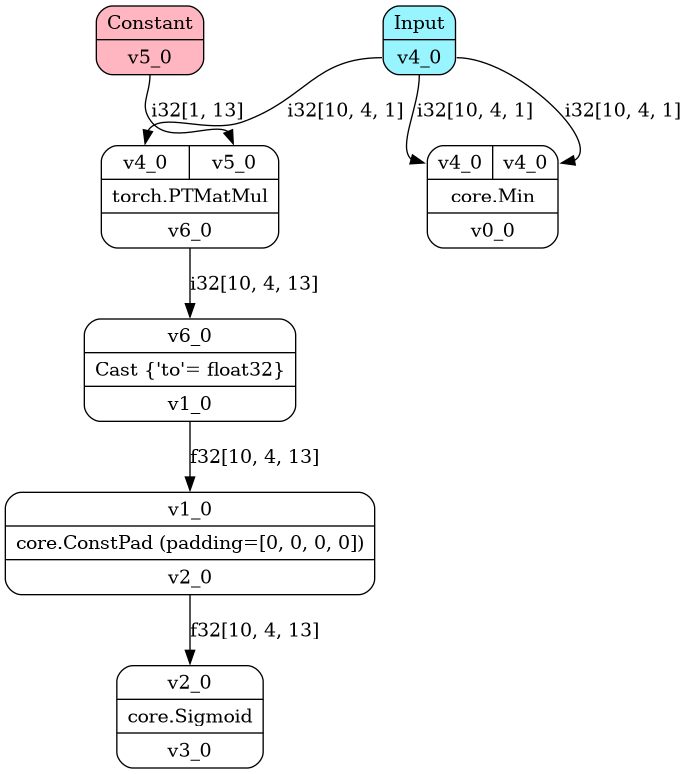 Constant
v5_0
Input
v4_0
i32[1, 13]
i32[10, 4, 1]
i32[10, 4, 1]
i32[10, 4, 1]
v4_0 v5_0
torch.PTMatMul
v6_0
v4_0 v4_0
core.Min
v0_0
i32[10, 4, 13]
v6_0
Cast {'to'= float32}
v1_0
f32[10, 4, 13]
v1_0
core.ConstPad (padding=[0, 0, 0, 0])
v2_0
f32[10, 4, 13]
v2_0
core.Sigmoid
v3_0